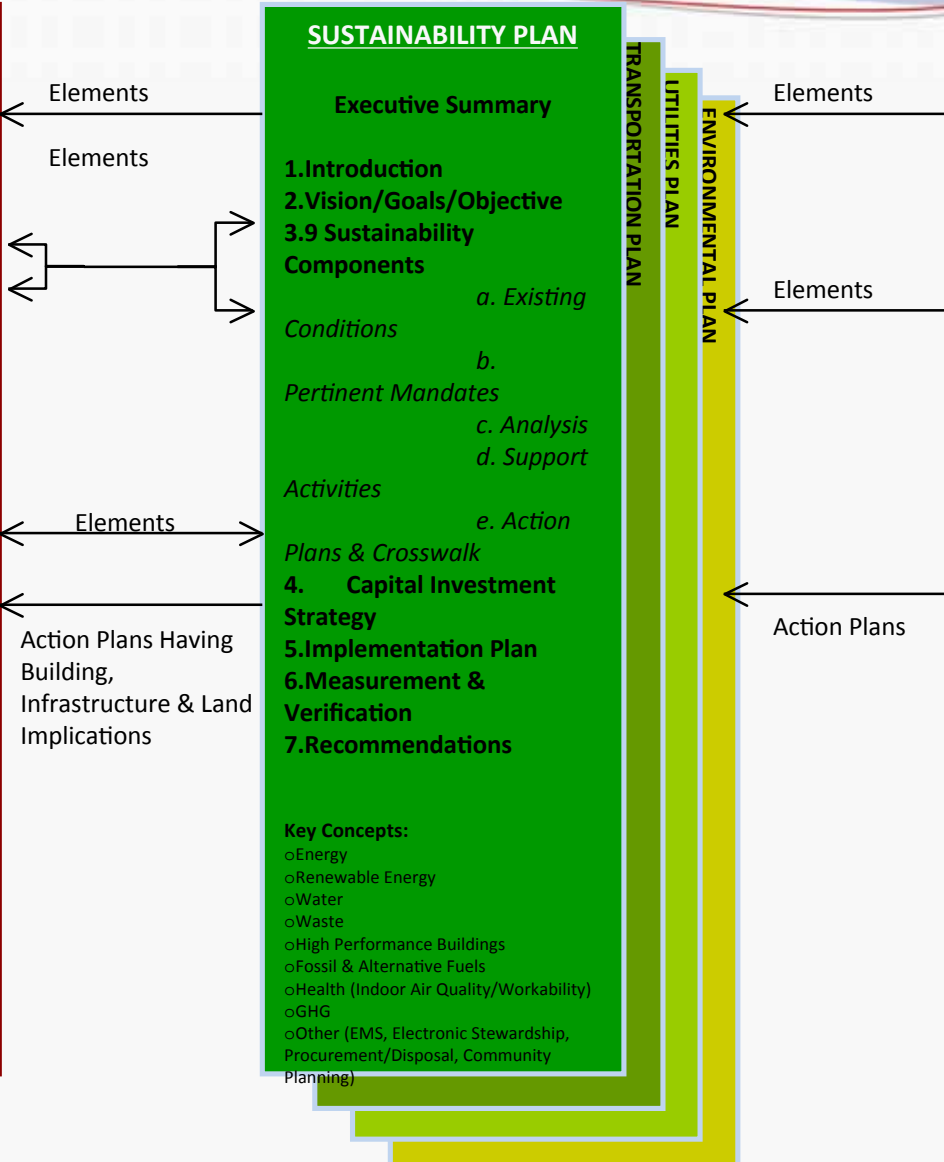 SUSTAINABILITY PLAN
Executive Summary
1.Introduction
2.Vision/Goals/Objective
3.9 Sustainability
Components
a. Existing
Conditions
b.
Pertinent Mandates
c. Analysis
d. Support
Activities
e. Action
Plans & Crosswalk
4. Capital Investment
Strategy
5.Implementation Plan
6.Measurement &
Verification
7.Recommendations
Key Concepts:
oEnergy
oRenewable Energy
oWater
oWaste
oHigh Performance Buildings
oFossil & Alternative Fuels
oHealth (Indoor Air Quality/Workability)
oGHG
oOther (EMS, Electronic Stewardship,
Procurement/Disposal, Community
Planning)
TRANSPORTATION PLAN
UTILITIES PLAN
ENVIRONMENTAL PLAN
Elements
Elements
Elements
Action Plans Having
Building,
Infrastructure & Land
Implications
Elements
Elements
Action Plans